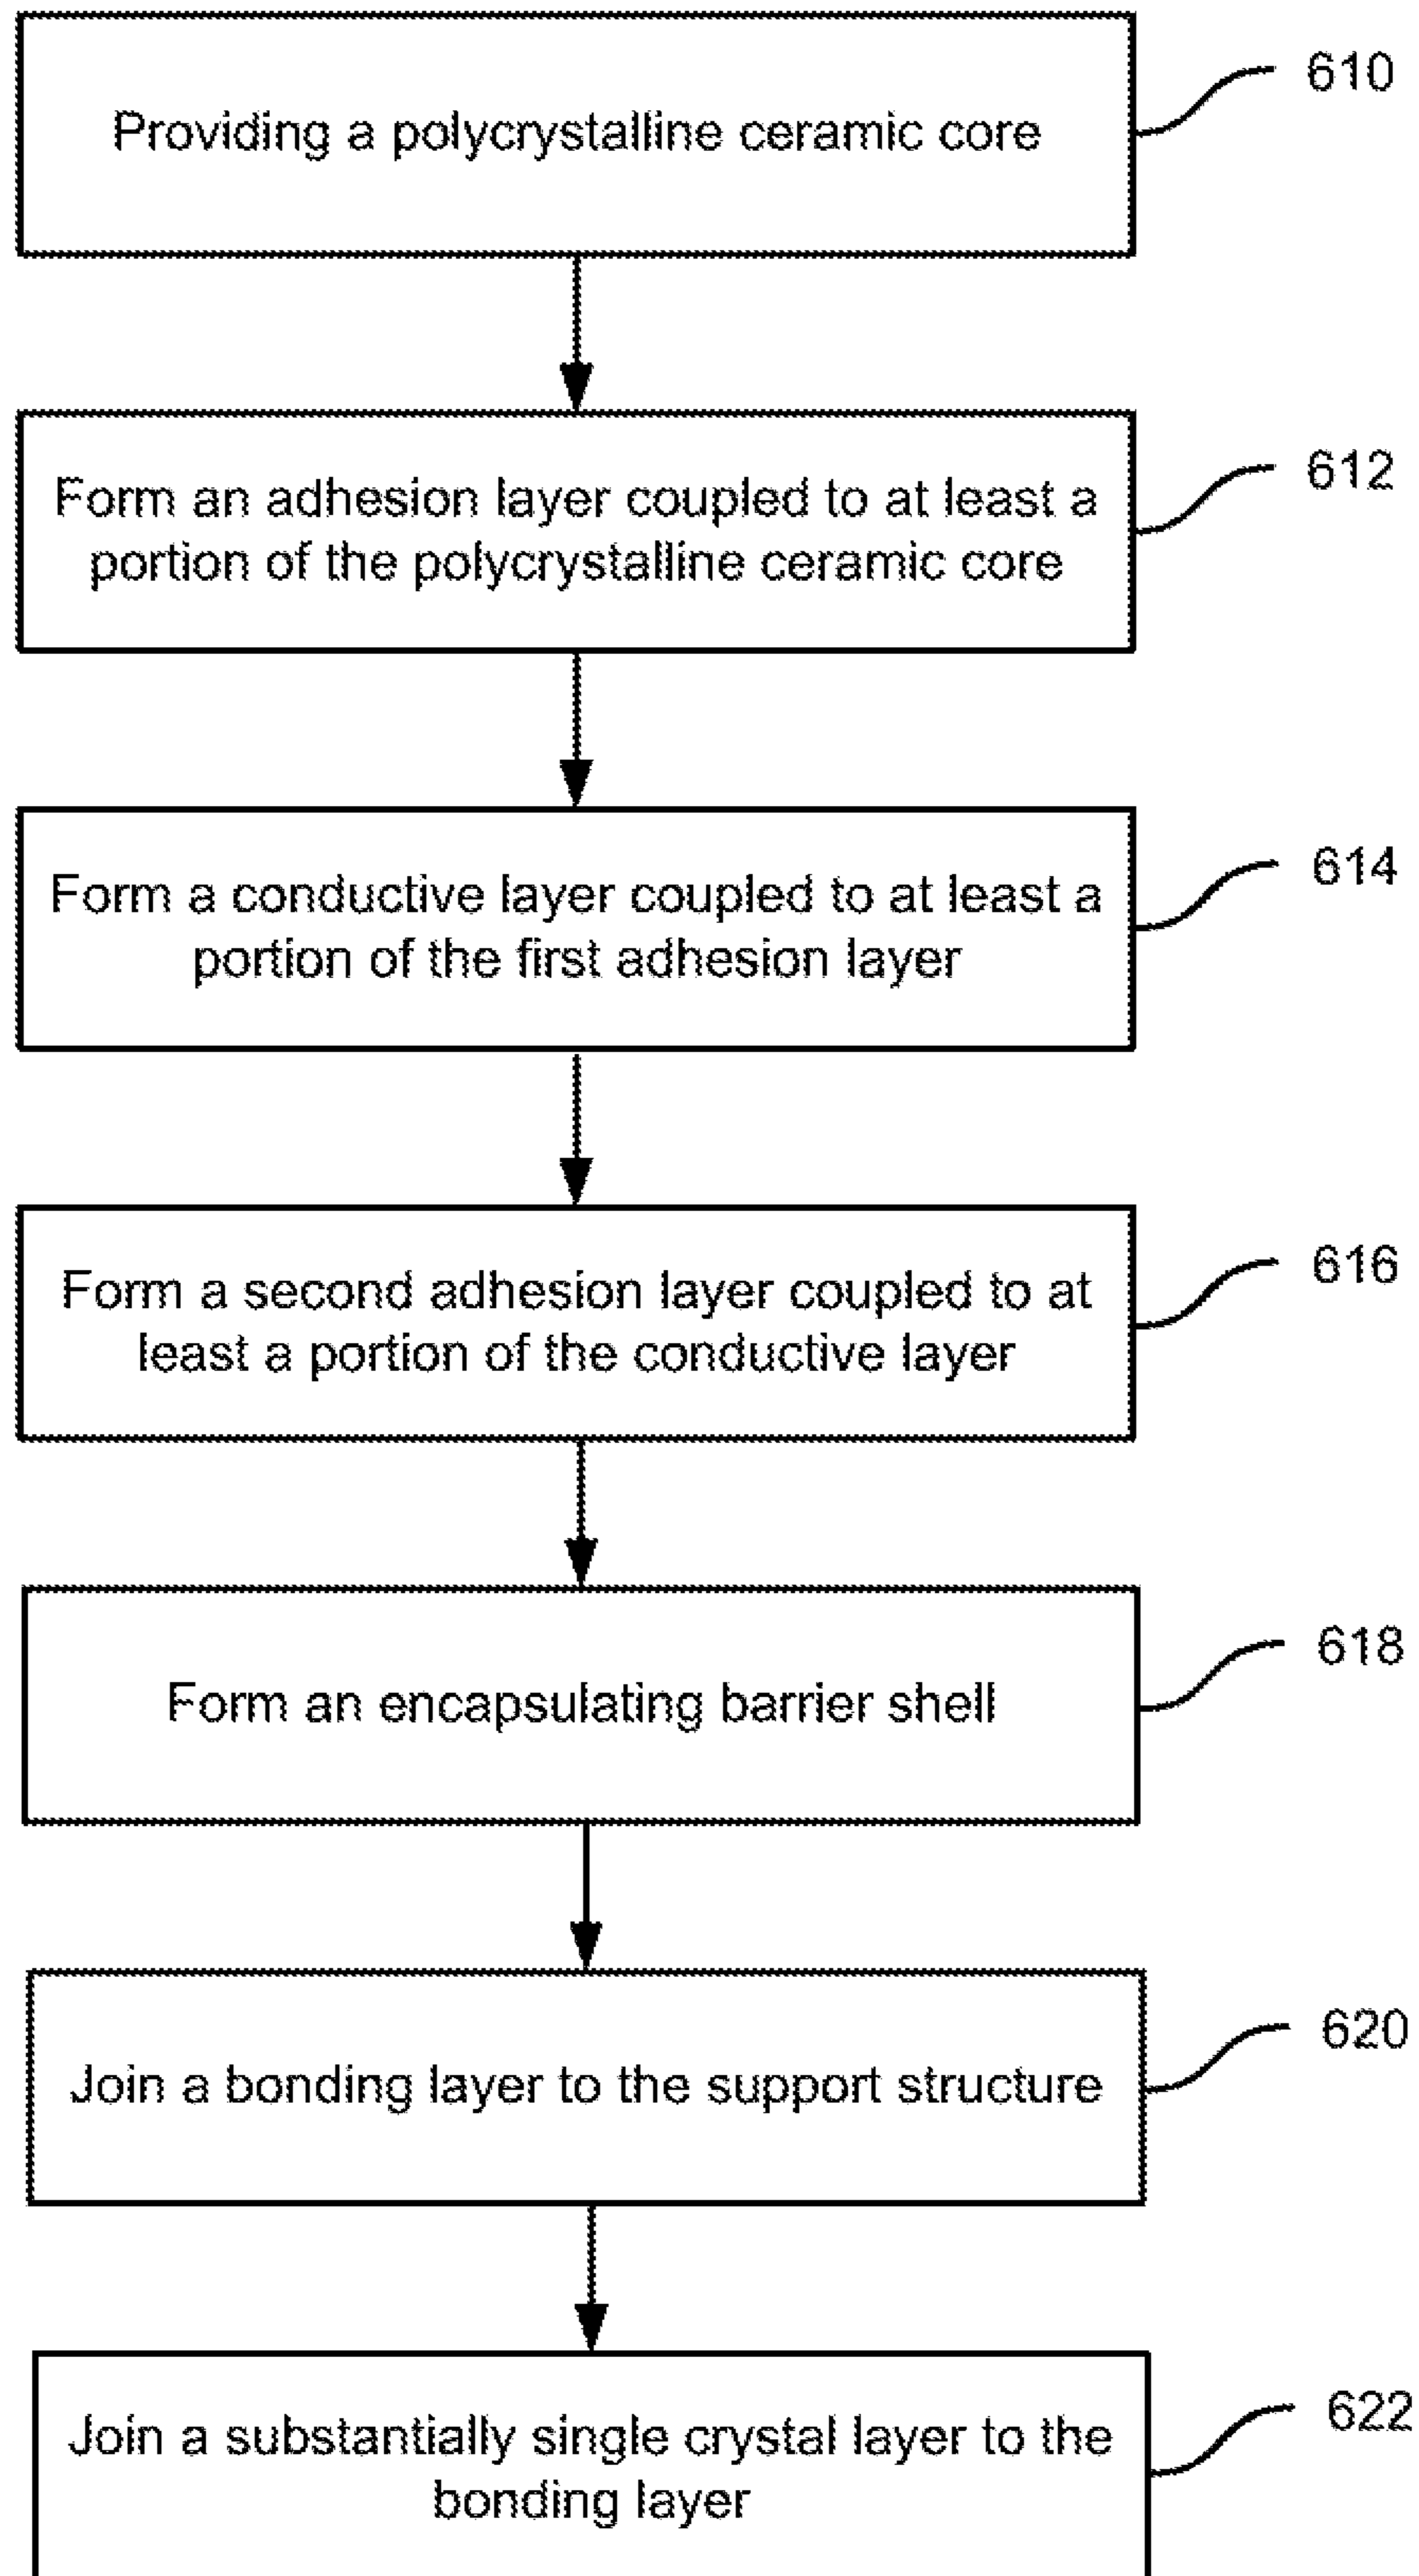 Providing a polycrystalline ceramic core
610
Form an adhesion layer coupled to at least a
portion of the polycrystalline ceramic core
612
Form a conductive layer coupled to at least a
portion of the first adhesion layer
614
Form a second adhesion layer coupled to at
least a portion of the conductive layer
616
Form an encapsulating barrier shell
618
Join a bonding layer to the support structure
620
Join a substantially single crystal layer to the
bonding layer
622